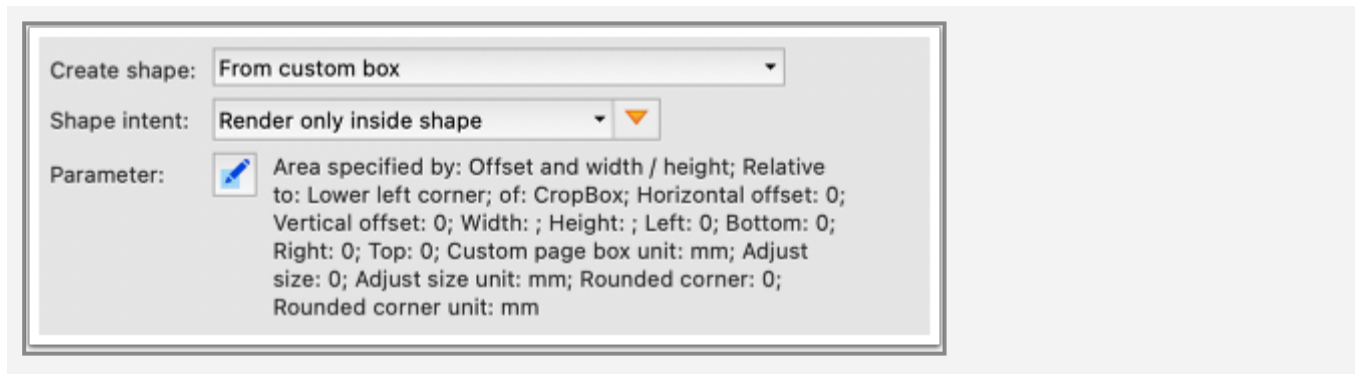 Create shape: From custom box
Shape intent: Render only inside shape
Parameter: Area specified by: Offset and width / height; Relative
to: Lower left corner; of: CropBox; Horizontal offset: 0;
Vertical offset: 0; Width: ; Height: ; Left: 0; Bottom: 0;
Right: 0; Top: 0; Custom page box unit: mm; Adjust
size: 0; Adjust size unit: mm; Rounded corner: 0;
Rounded corner unit: mm